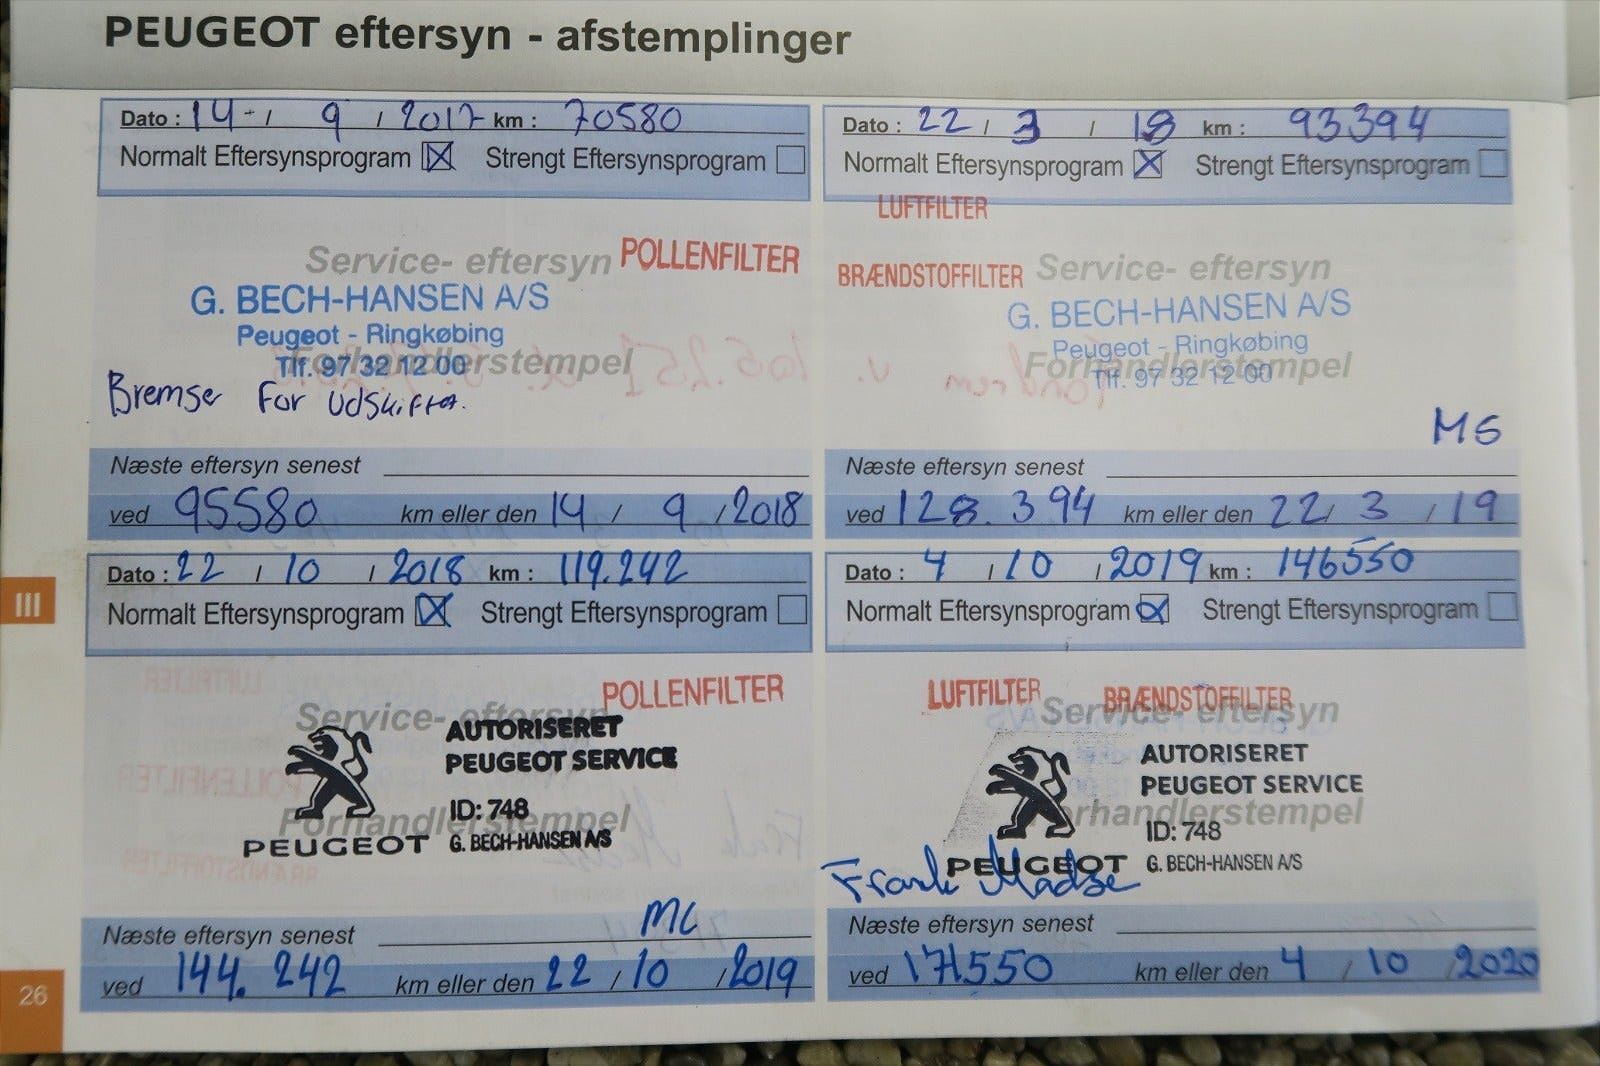 PEUGEOT eftersyn - afstemplinger
Dato : 14 / 9 / 2017 km : 70580
Normalt Eftersynsprogram ☒ Strengt Eftersynsprogram ☐
Service- eftersyn POLLENFILTER
G. BECH-HANSEN A/S
Peugeot - Ringkøbing
Forhandlerstempel
Tlf. 97 32 12 00
Bremse For Udskiftet.
Næste eftersyn senest
ved 95580 km eller den 14 / 9 / 2018
Dato : 22 / 3 / 18 km : 93394
Normalt Eftersynsprogram ☒ Strengt Eftersynsprogram ☐
LUFTFILTER
BRÆNDSTOFFILTER Service- eftersyn
G. BECH-HANSEN A/S
Peugeot - Ringkøbing
Forhandlerstempel
Tlf. 97 32 12 00
MS
Næste eftersyn senest
ved 128.394 km eller den 22 / 3 / 19
III
Dato : 22 / 10 / 2018 km : 119.242
Normalt Eftersynsprogram ☒ Strengt Eftersynsprogram ☐
POLLENFILTER
Service- eftersyn
AUTORISERET
PEUGEOT SERVICE
ID: 748
Forhandlerstempel
PEUGEOT G. BECH-HANSEN A/S
MC
Næste eftersyn senest
ved 144.242 km eller den 22 / 10 / 2019
Dato : 4 / 10 / 2019 km : 146550
Normalt Eftersynsprogram ☒ Strengt Eftersynsprogram ☐
LUFTFILTER BRÆNDSTOFFILTER
Service- eftersyn
AUTORISERET
PEUGEOT SERVICE
Forhandlerstempel
ID: 748
PEUGEOT G. BECH-HANSEN A/S
Frank
Næste eftersyn senest
ved 171550 km eller den 4 / 10 / 2020
26